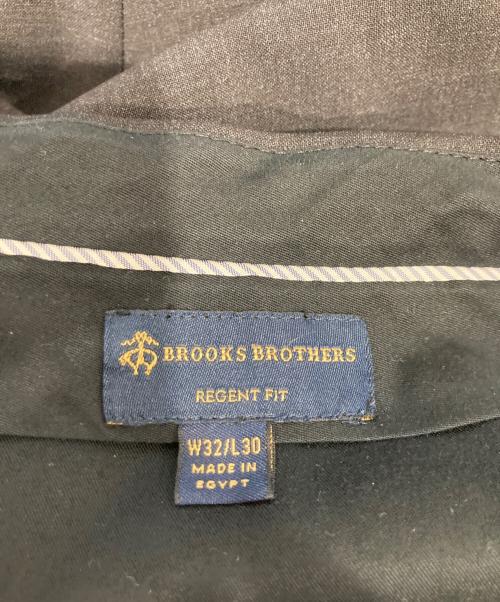 BROOKS BROTHERS
REGENT FIT
W32/L30
MADE IN
EGYPT